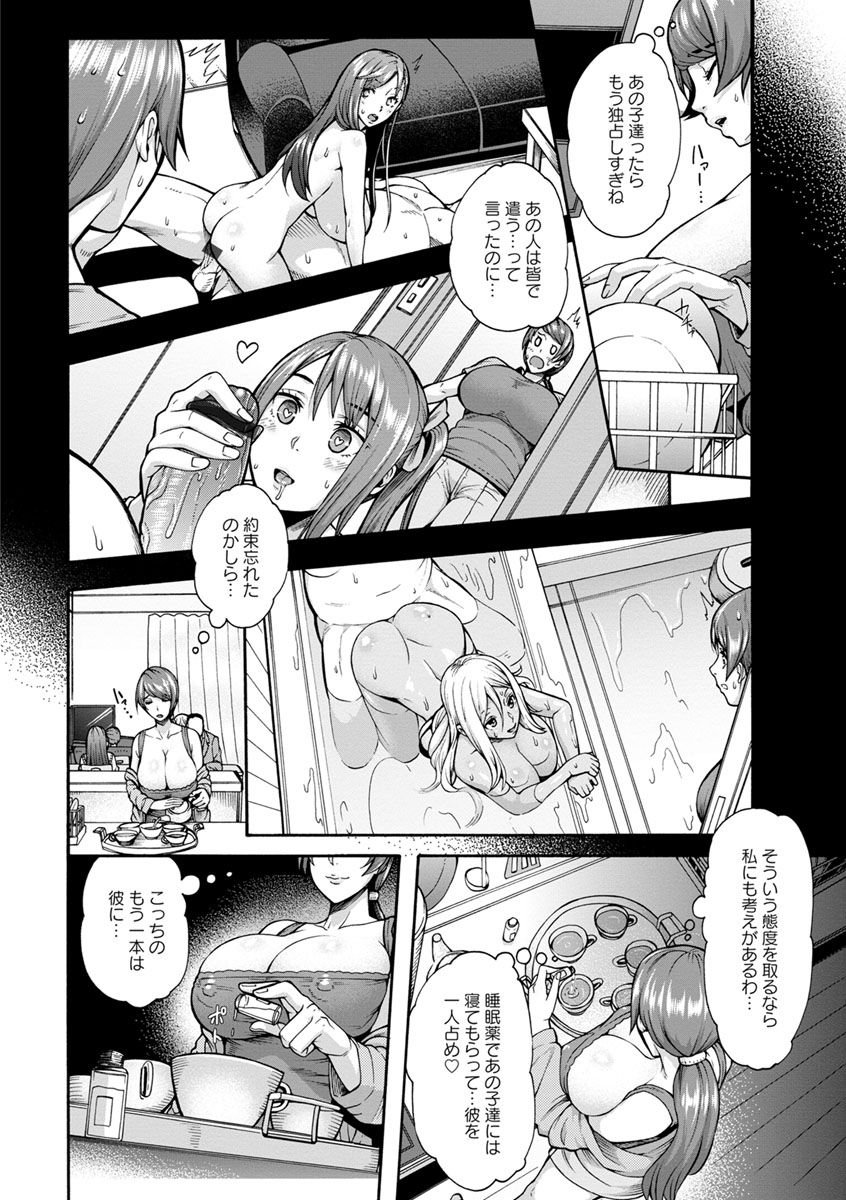 あの子達ったら
もう独占しすぎね
ハァー…
あの人は皆で
遣う…って
言ったのに…
約束忘れた
のかしら…
そういう態度を取るなら
私にも考えがあるわ…
睡眠薬であの子達には
寝てもらって…彼を
一人占め♡
こっちの
もう一本は
彼に…
ポ